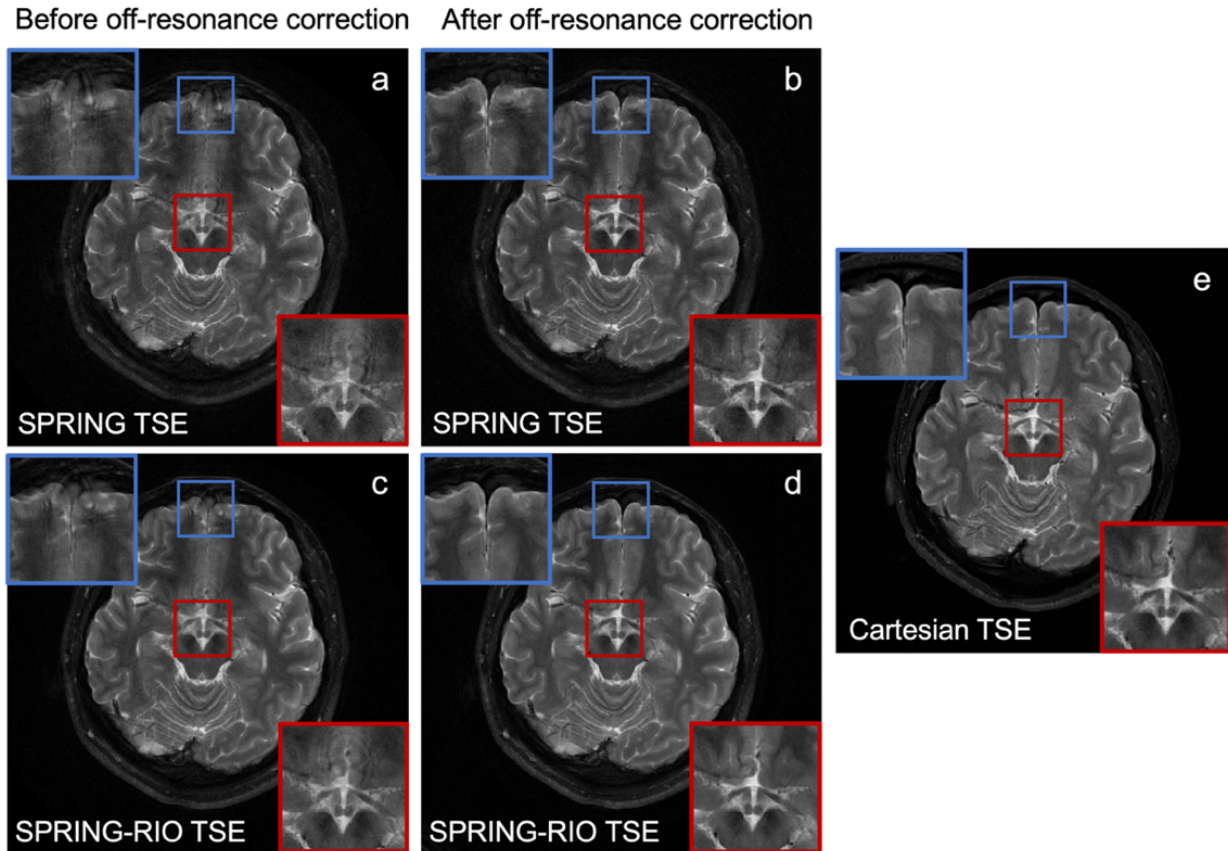 Before off-resonance correction
After off-resonance correction
a
SPRING TSE
b
SPRING TSE
c
SPRING-RIO TSE
d
SPRING-RIO TSE
e
Cartesian TSE